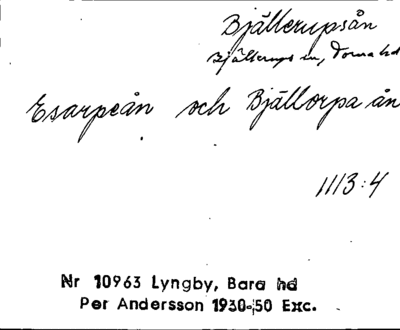 Bjällerupsån
Bjällerups sn, Torna hd
Esarpeån och Bjällorpa ån
1113:4
Nr 10963 Lyngby, Bara hd
Per Andersson 1930-50 Exc.